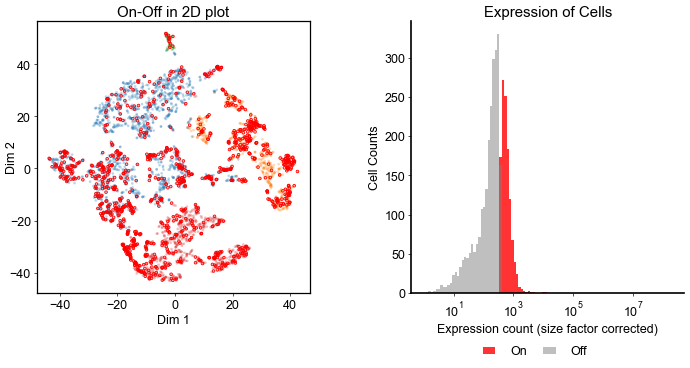 On-Off in 2D plot
Dim 2
40
20
0
−20
−40
−40 −20 0 20 40
Dim 1
Expression of Cells
Cell Counts
300
250
200
150
100
50
0
10^1 10^3 10^5 10^7
Expression count (size factor corrected)
On Off